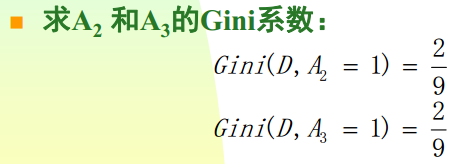 求A₂ 和A₃的Gini系数：
Gini(D, A₂ = 1) = 2/9
Gini(D, A₃ = 1) = 2/9